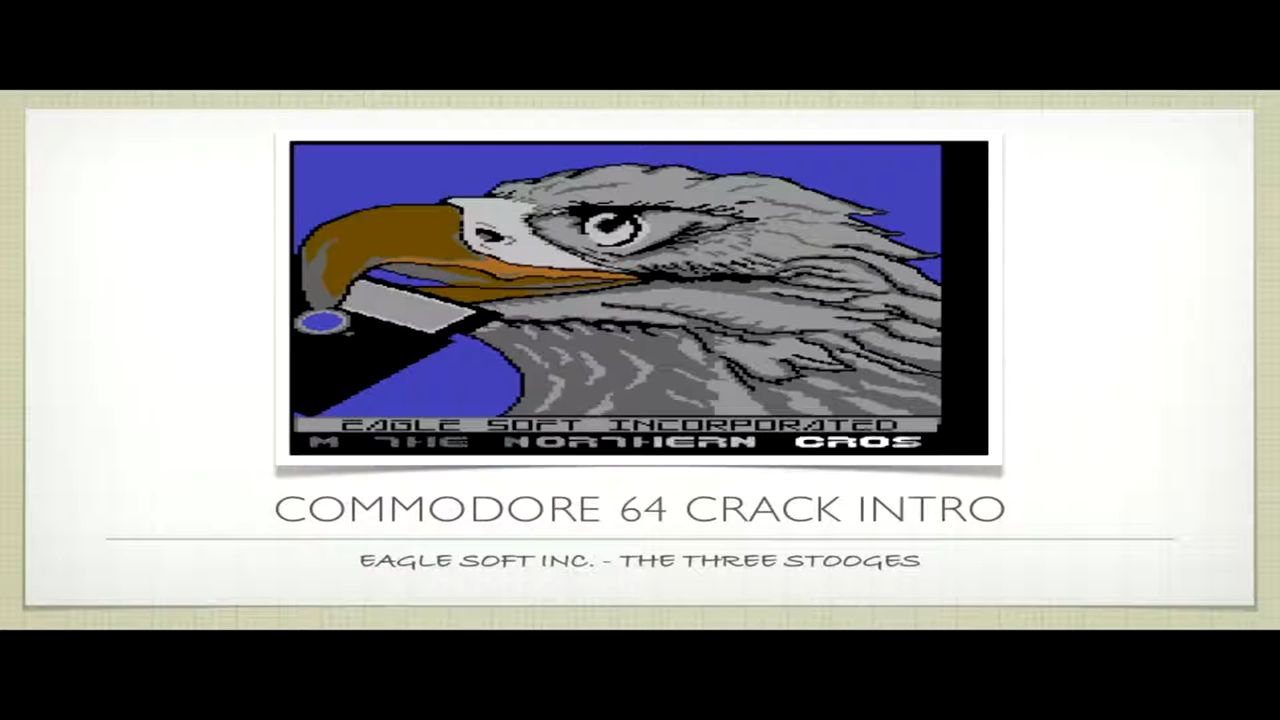 EAGLE SOFT INCORPORATED
M THE NORTHERN CROS
COMMODORE 64 CRACK INTRO
EAGLE SOFT INC. - THE THREE STOOGES